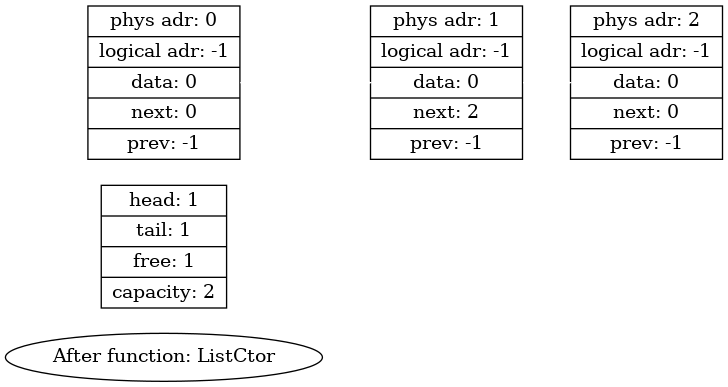 phys adr: 0
logical adr: -1
data: 0
next: 0
prev: -1
phys adr: 1
logical adr: -1
data: 0
next: 2
prev: -1
phys adr: 2
logical adr: -1
data: 0
next: 0
prev: -1
head: 1
tail: 1
free: 1
capacity: 2
After function: ListCtor